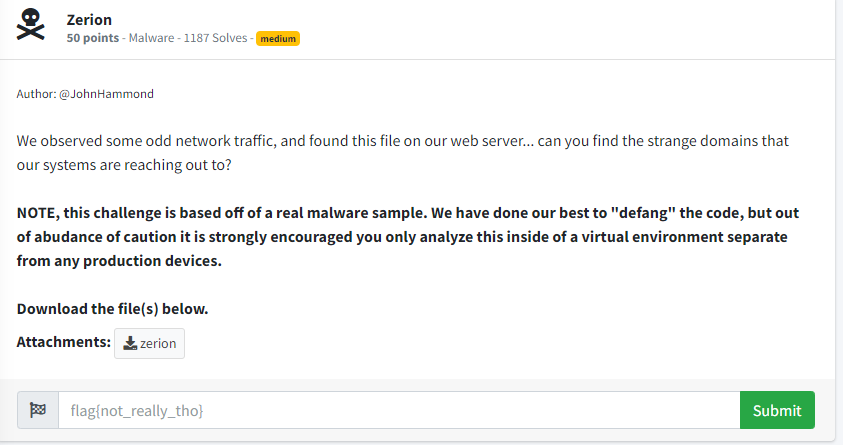 Zerion
50 points - Malware - 1187 Solves - medium
Author: @JohnHammond
We observed some odd network traffic, and found this file on our web server... can you find the strange domains that
our systems are reaching out to?
NOTE, this challenge is based off of a real malware sample. We have done our best to "defang" the code, but out
of abudance of caution it is strongly encouraged you only analyze this inside of a virtual environment separate
from any production devices.
Download the file(s) below.
Attachments: zerion
flag{not_really_tho} Submit